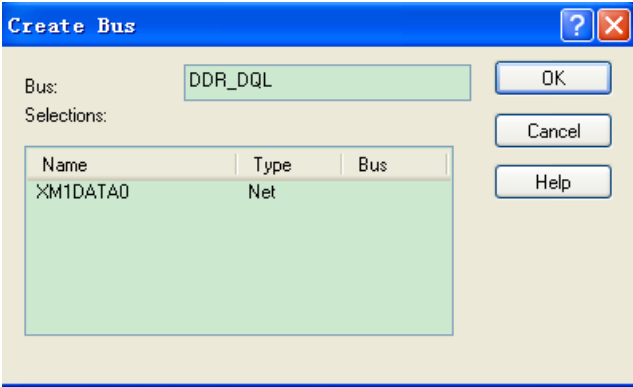 Create Bus
Bus: DDR_DQL OK
Selections:
Cancel
Name Type Bus
Help
XM1DATA0 Net